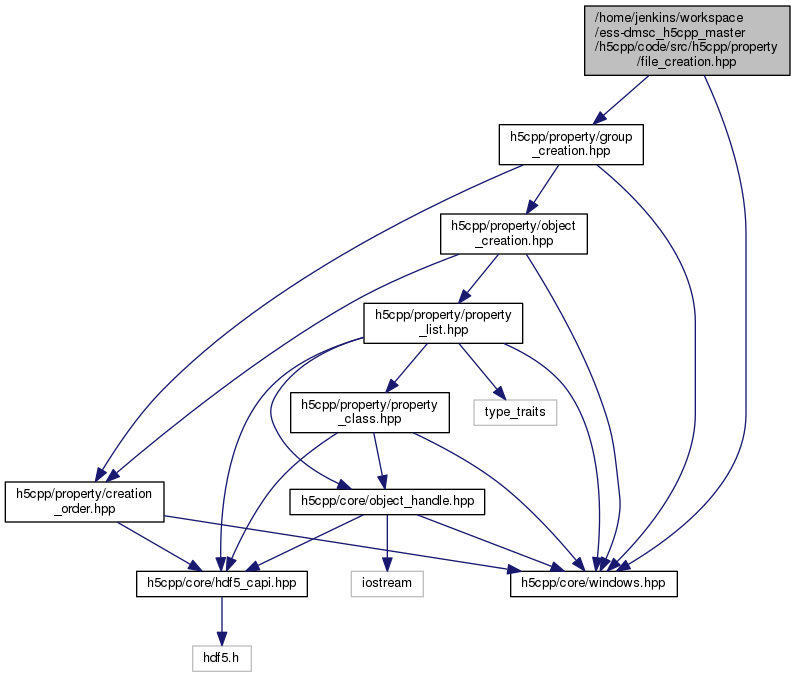 /home/jenkins/workspace
/ess-dmsc_h5cpp_master
/h5cpp/code/src/h5cpp/property
/file_creation.hpp
h5cpp/property/group
_creation.hpp
h5cpp/property/object
_creation.hpp
h5cpp/property/property
_list.hpp
h5cpp/property/property
_class.hpp
type_traits
h5cpp/property/creation
_order.hpp
h5cpp/core/object_handle.hpp
h5cpp/core/hdf5_capi.hpp
iostream
h5cpp/core/windows.hpp
hdf5.h